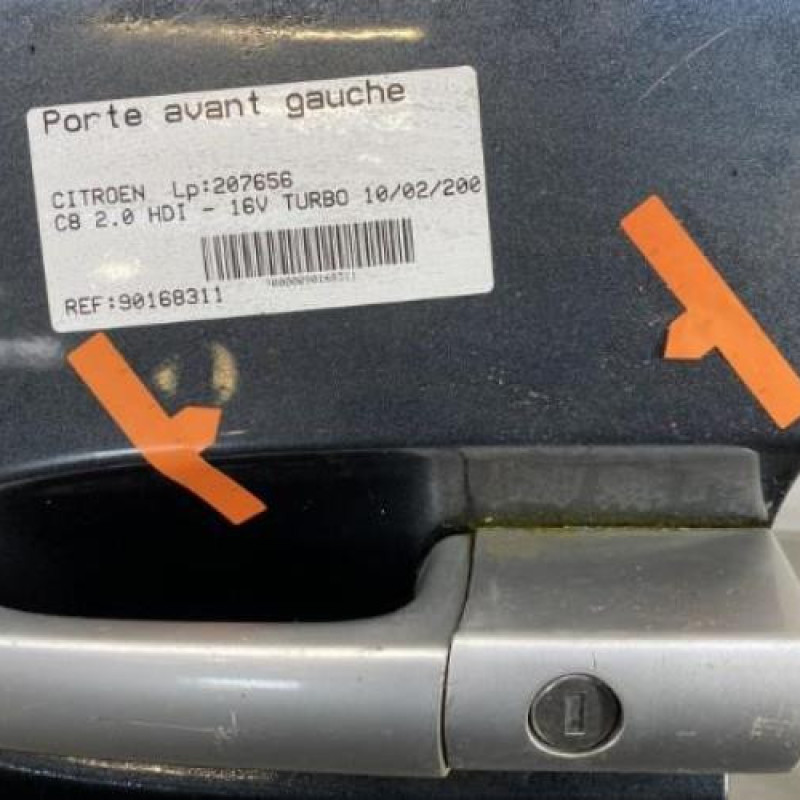 Porte avant gauche
CITROEN Lp:207656
C8 2.0 HDI - 16V TURBO 10/02/200
REF:90168311